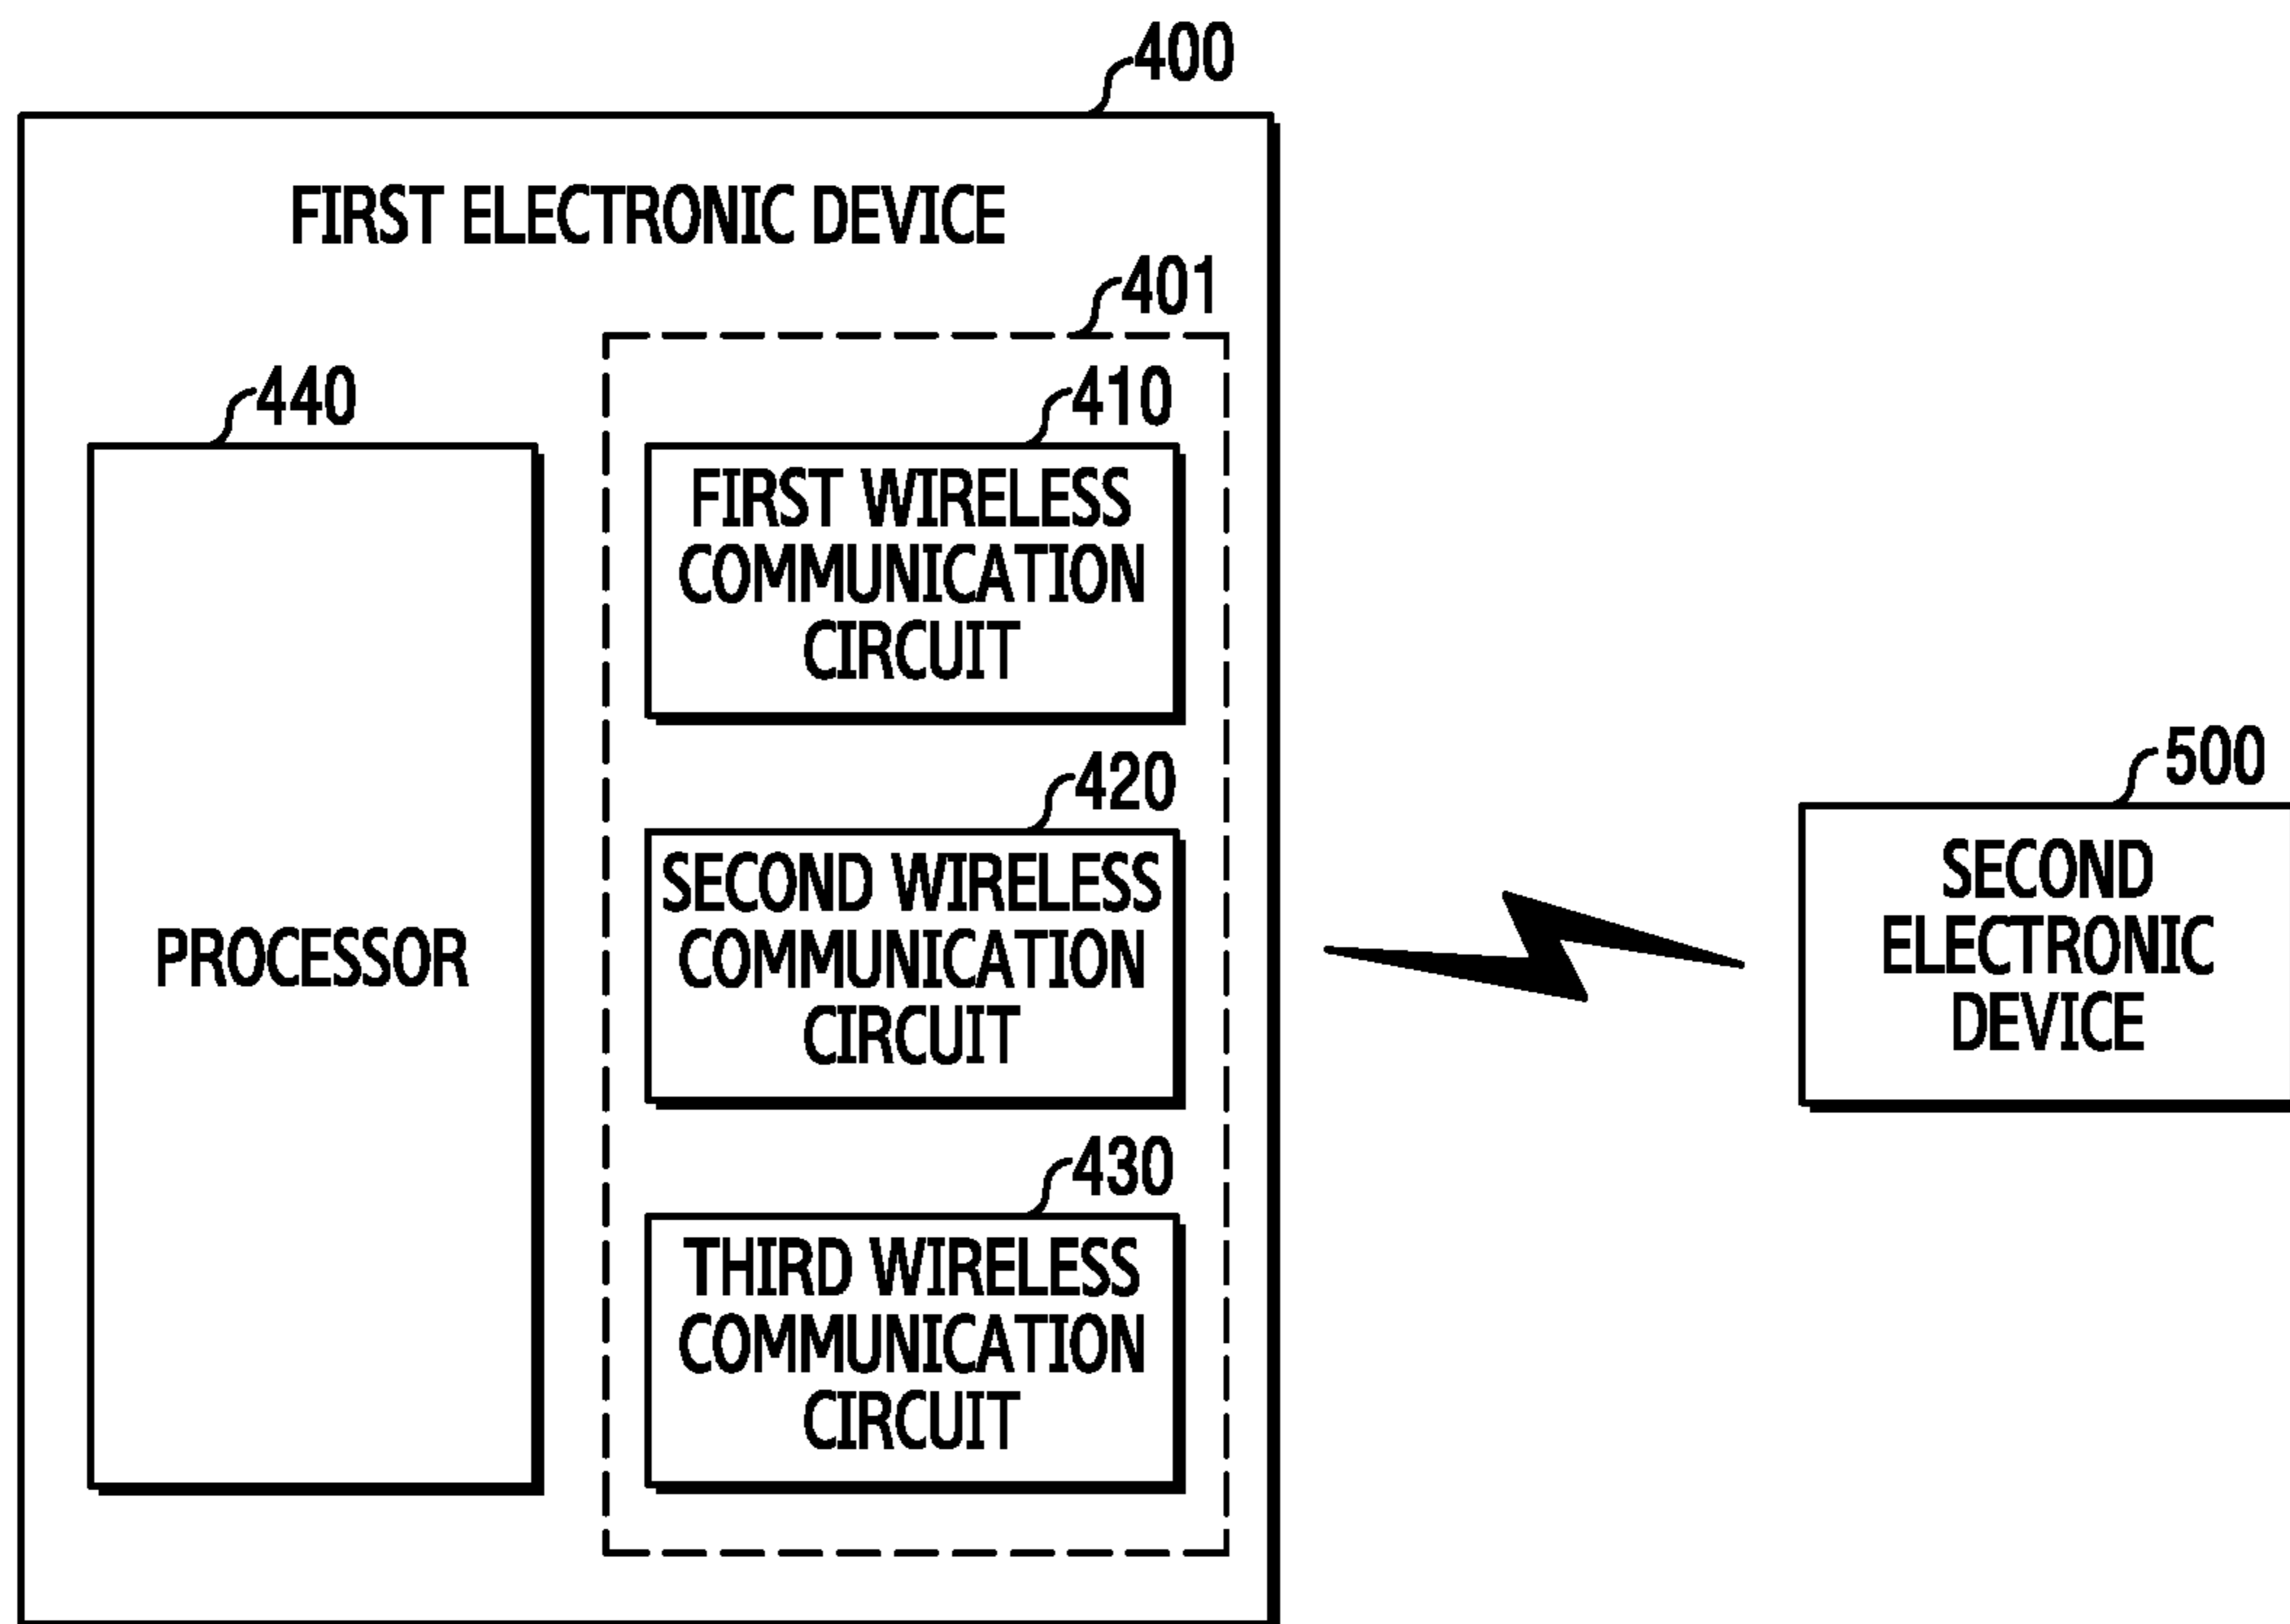 400
FIRST ELECTRONIC DEVICE
401
440
410
FIRST WIRELESS
COMMUNICATION
CIRCUIT
420
SECOND WIRELESS
COMMUNICATION
CIRCUIT
PROCESSOR
430
THIRD WIRELESS
COMMUNICATION
CIRCUIT
500
SECOND
ELECTRONIC
DEVICE